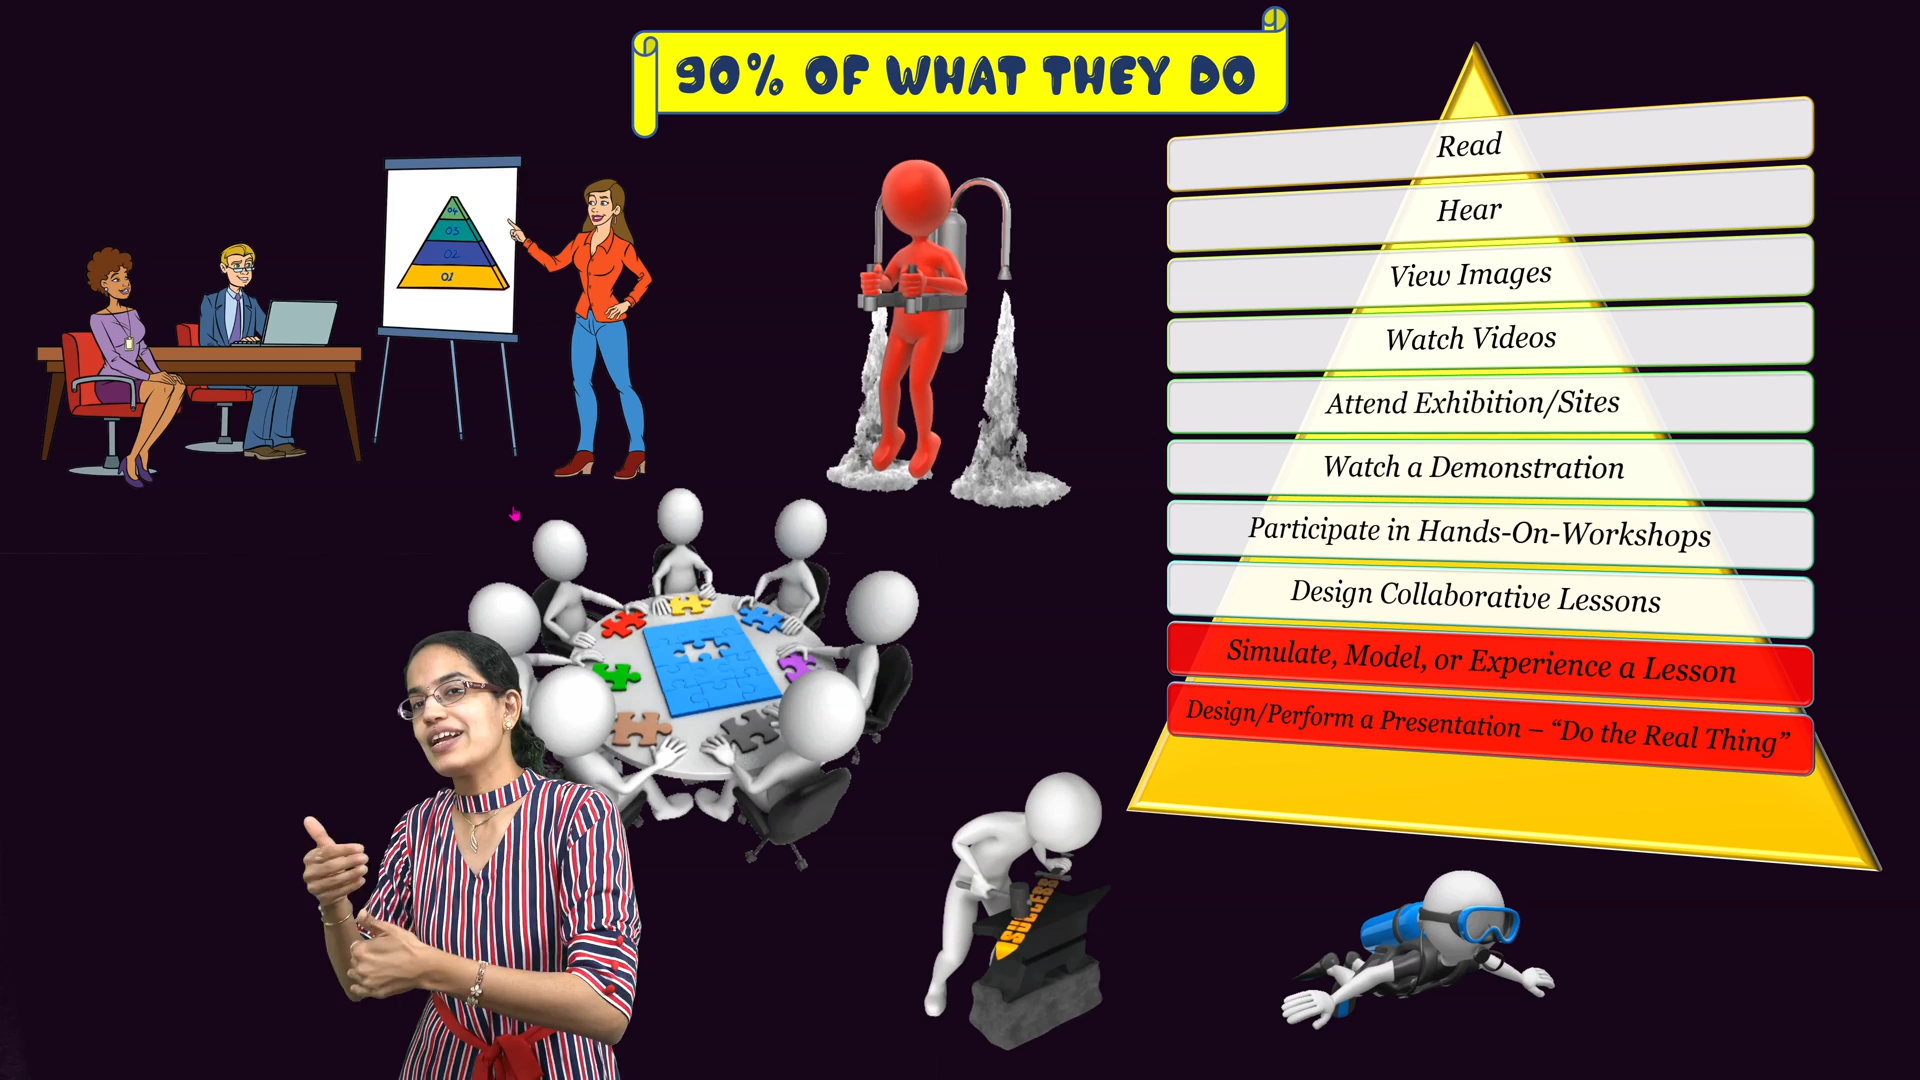 90% OF WHAT THEY DO
04
03
02
01
Read
Hear
View Images
Watch Videos
Attend Exhibition/Sites
Watch a Demonstration
Participate in Hands-On-Workshops
Design Collaborative Lessons
Simulate, Model, or Experience a Lesson
Design/Perform a Presentation – “Do the Real Thing”
SUCCESS